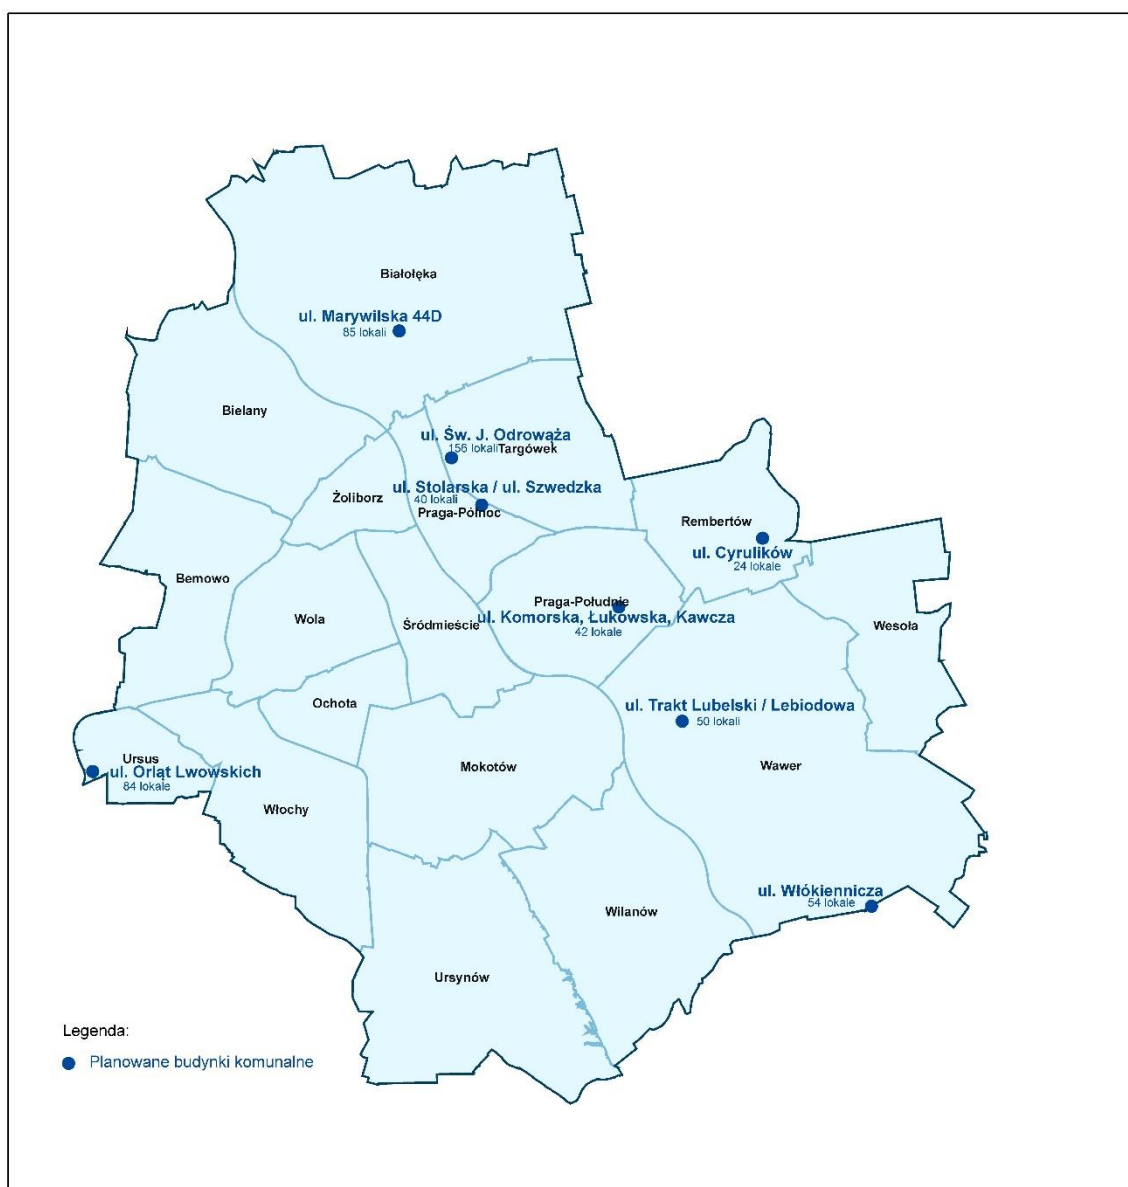 Białołęka
ul. Marywilska 44D
85 lokali
Bielany
ul. Św. J. Odrowąża
156 lokali
Targówek
Żoliborz
ul. Stolarska / ul. Szwedzka
40 lokali
Praga-Północ
Rembertów
ul. Cyrulików
24 lokale
Bemowo
Wola
Śródmieście
Praga-Południe
ul. Komorska, Łukowska, Kawcza
42 lokale
Wesoła
Ochota
ul. Trakt Lubelski / Lebiodowa
50 lokali
Ursus
ul. Orląt Lwowskich
84 lokale
Mokotów
Wawer
Włochy
ul. Włókiennicza
54 lokale
Wilanów
Ursynów
Legenda:
Planowane budynki komunalne